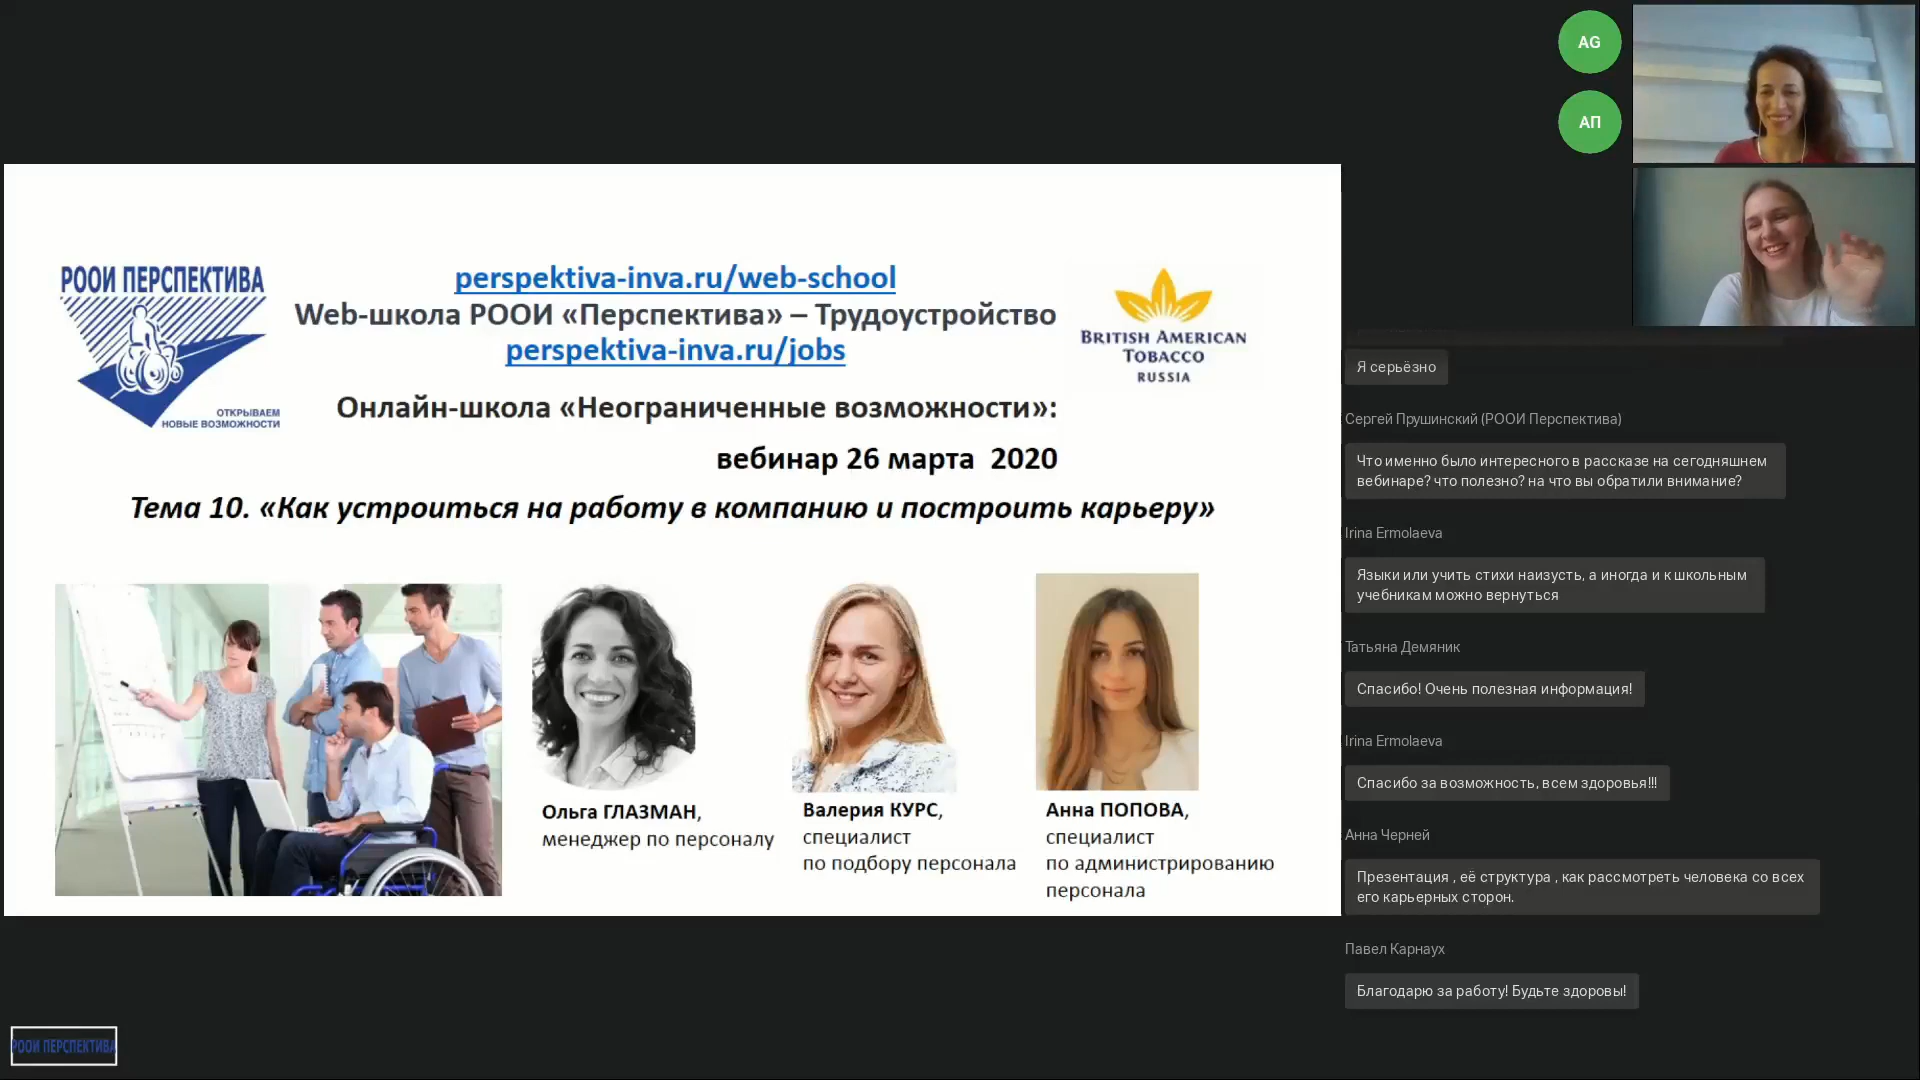 AG
АП
РООИ ПЕРСПЕКТИВА
ОТКРЫВАЕМ
НОВЫЕ ВОЗМОЖНОСТИ
perspektiva-inva.ru/web-school
Web-школа РООИ «Перспектива» – Трудоустройство
perspektiva-inva.ru/jobs
BRITISH AMERICAN
TOBACCO
RUSSIA
Онлайн-школа «Неограниченные возможности»:
вебинар 26 марта 2020
Тема 10. «Как устроиться на работу в компанию и построить карьеру»
Ольга ГЛАЗМАН,
менеджер по персоналу
Валерия КУРС,
специалист
по подбору персонала
Анна ПОПОВА,
специалист
по администрированию
персонала
Я серьёзно
Сергей Прушинский (РООИ Перспектива)
Что именно было интересного в рассказе на сегодняшнем
вебинаре? что полезно? на что вы обратили внимание?
Irina Ermolaeva
Языки или учить стихи наизусть, а иногда и к школьным
учебникам можно вернуться
Татьяна Демяник
Спасибо! Очень полезная информация!
Irina Ermolaeva
Спасибо за возможность, всем здоровья!!!
Анна Черней
Презентация , её структура , как рассмотреть человека со всех
его карьерных сторон.
Павел Карнаух
Благодарю за работу! Будьте здоровы!
РООИ ПЕРСПЕКТИВА